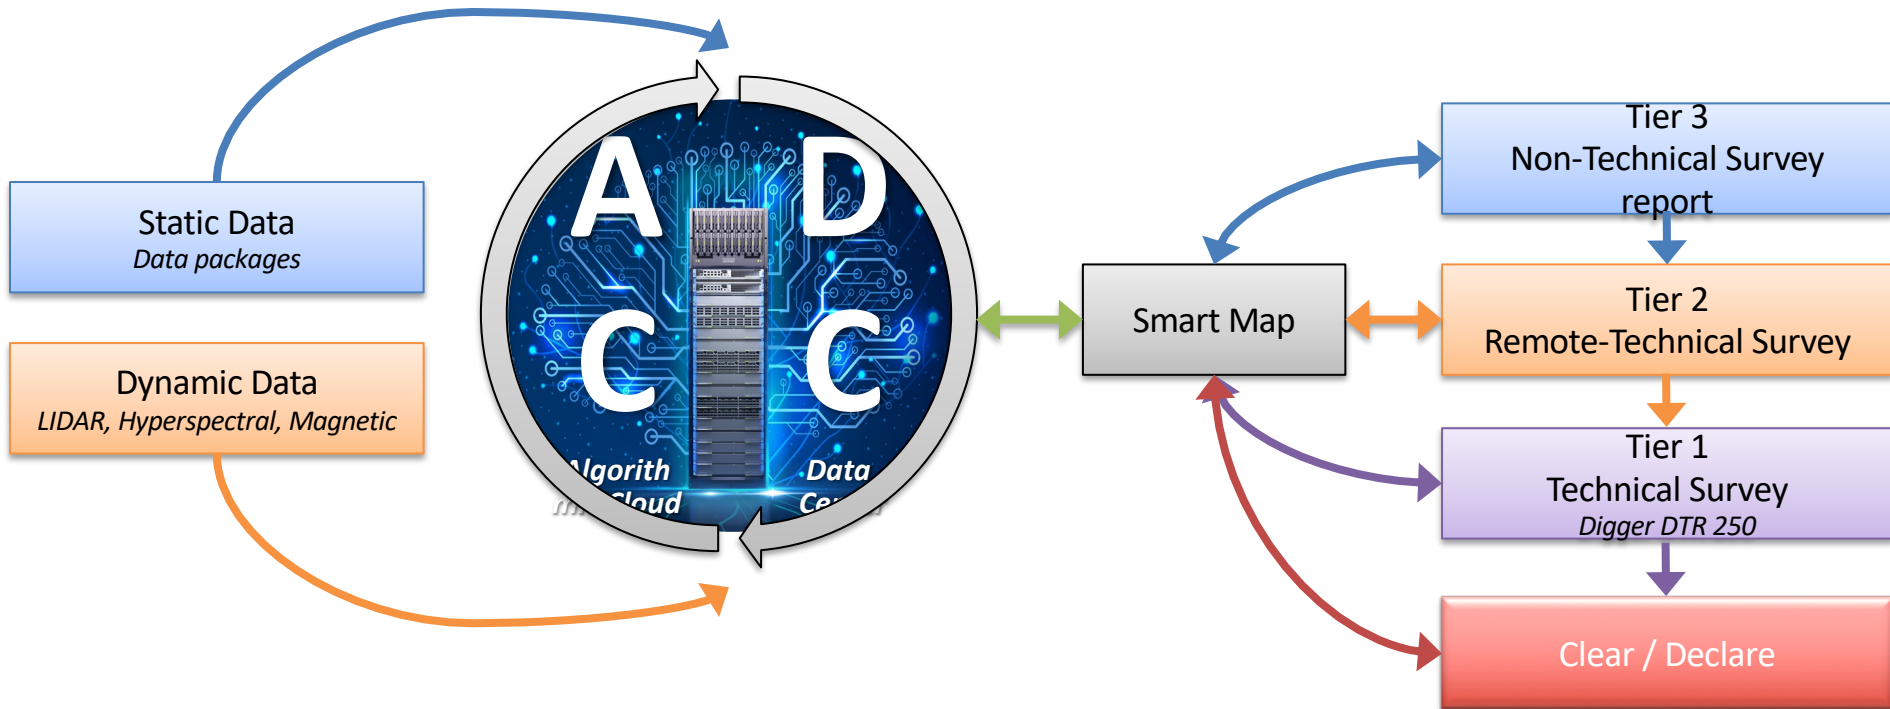 Static Data
Data packages
Dynamic Data
LIDAR, Hyperspectral, Magnetic
A D
C C
Data
Cloud
Smart Map
Tier 3
Non-Technical Survey
report
Tier 2
Remote-Technical Survey
Tier 1
Technical Survey
Digger DTR 250
Clear / Declare